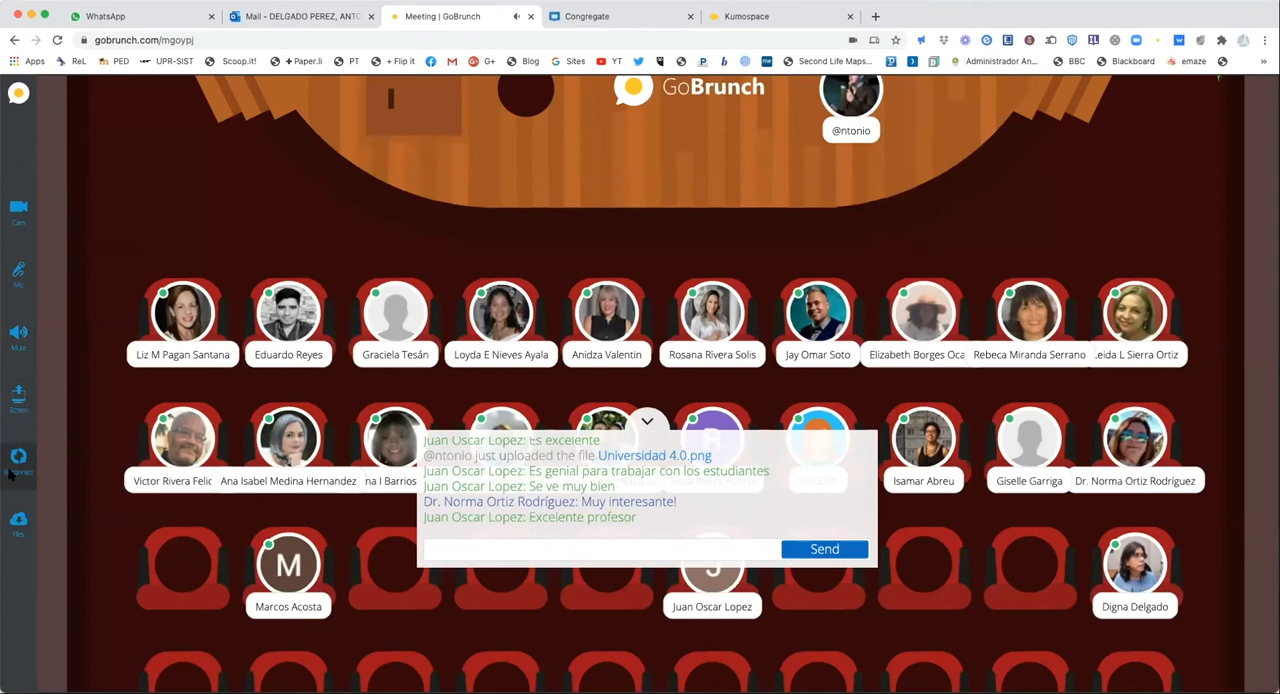 WhatsApp
Mail - DELGADO PEREZ, ANTC
Meeting | GoBrunch
Congregate
Kumospace
gobrunch.com/mgoypj
Apps
ReL
PED
UPR-SIST
Scoop.it!
+ Paper.li
PT
+ Flip it
G+
Blog
Sites
YT
Second Life Maps...
Administrador An...
BBC
Blackboard
emaze
GoBrunch
@ntonio
Cam
Mic
Mute
Screen
Files
Liz M Pagan Santana
Eduardo Reyes
Graciela Tesán
Loyda E Nieves Ayala
Anidza Valentin
Rosana Rivera Solis
Jay Omar Soto
Elizabeth Borges Oca
Rebeca Miranda Serrano
Leida L Sierra Ortiz
Victor Rivera Felic
Ana Isabel Medina Hernandez
na I Barrios
Isamar Abreu
Giselle Garriga
Dr. Norma Ortiz Rodríguez
Juan Oscar Lopez: Es excelente
@ntonio just uploaded the file Universidad 4.0.png
Juan Oscar Lopez: Es genial para trabajar con los estudiantes
Juan Oscar Lopez: Se ve muy bien
Dr. Norma Ortiz Rodríguez: Muy interesante!
Juan Oscar Lopez: Excelente profesor
Send
M
Marcos Acosta
Juan Oscar Lopez
Digna Delgado